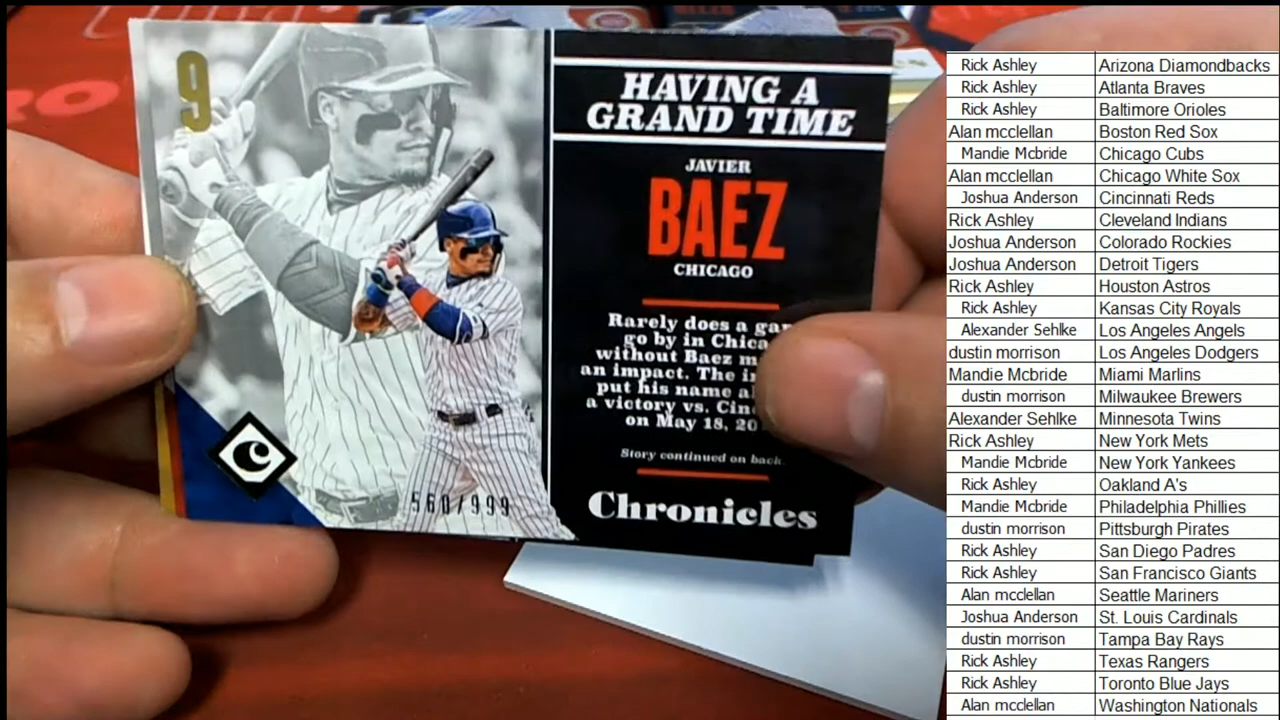 9
HAVING A
GRAND TIME
JAVIER
BAEZ
CHICAGO
Rarely does a
go by in
without Baez
an impact. The
put his name
a victory vs.
on May 18,
Story continued on back.
Chronicles
C
560/999
Rick Ashley Arizona Diamondbacks
Rick Ashley Atlanta Braves
Rick Ashley Baltimore Orioles
Alan mcclellan Boston Red Sox
Mandie Mcbride Chicago Cubs
Alan mcclellan Chicago White Sox
Joshua Anderson Cincinnati Reds
Rick Ashley Cleveland Indians
Joshua Anderson Colorado Rockies
Joshua Anderson Detroit Tigers
Rick Ashley Houston Astros
Rick Ashley Kansas City Royals
Alexander Sehlke Los Angeles Angels
dustin morrison Los Angeles Dodgers
Mandie Mcbride Miami Marlins
dustin morrison Milwaukee Brewers
Alexander Sehlke Minnesota Twins
Rick Ashley New York Mets
Mandie Mcbride New York Yankees
Rick Ashley Oakland A's
Mandie Mcbride Philadelphia Phillies
dustin morrison Pittsburgh Pirates
Rick Ashley San Diego Padres
Rick Ashley San Francisco Giants
Alan mcclellan Seattle Mariners
Joshua Anderson St. Louis Cardinals
dustin morrison Tampa Bay Rays
Rick Ashley Texas Rangers
Rick Ashley Toronto Blue Jays
Alan mcclellan Washington Nationals